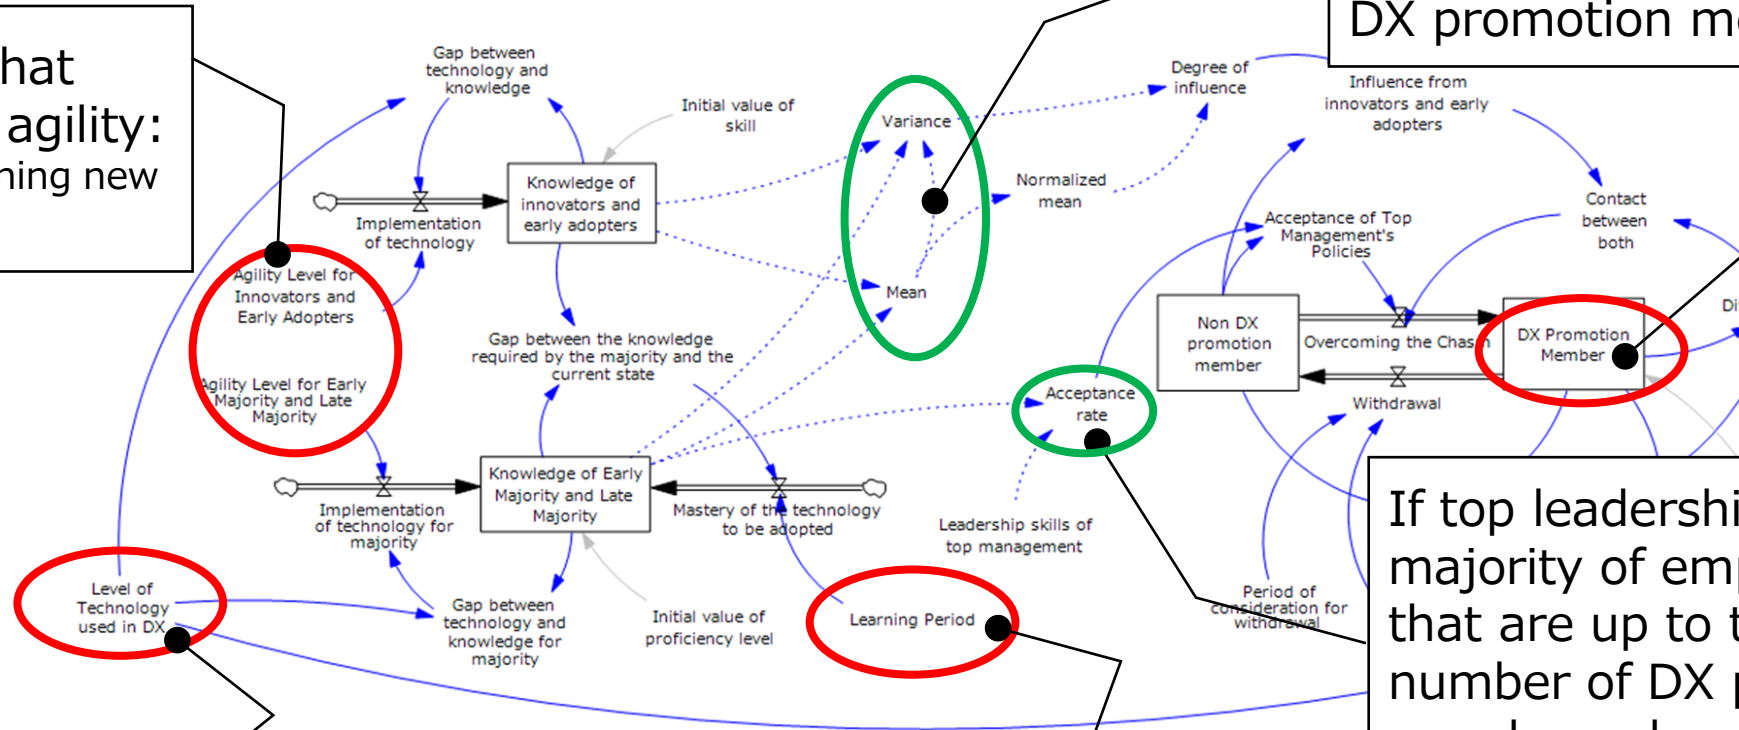 hat
agility:
ning new
DX promotion m
Gap between
technology and
knowledge
Initial value of
skill
Variance
Degree of
influence
Influence from
innovators and early
adopters
Knowledge of
innovators and
early adopters
Implementation
of technology
Normalized
mean
Acceptance of Top
Management's
Policies
Contact
between
both
Agility Level for
Innovators and
Early Adopters
Mean
Gap between the knowledge
required by the majority and the
current state
Non DX
promotion
member
Overcoming the Chasm
DX Promotion
Member
Di
Agility Level for Early
Majority and Late
Majority
Acceptance
rate
Withdrawal
Knowledge of Early
Majority and Late
Majority
Implementation
of technology for
majority
Mastery of the technology
to be adopted
Leadership skills of
top management
If top leadershi
majority of emp
that are up to t
number of DX p
Level of
Technology
used in DX
Gap between
technology and
knowledge for
majority
Initial value of
proficiency level
Learning Period
Period of
consideration for
withdrawal